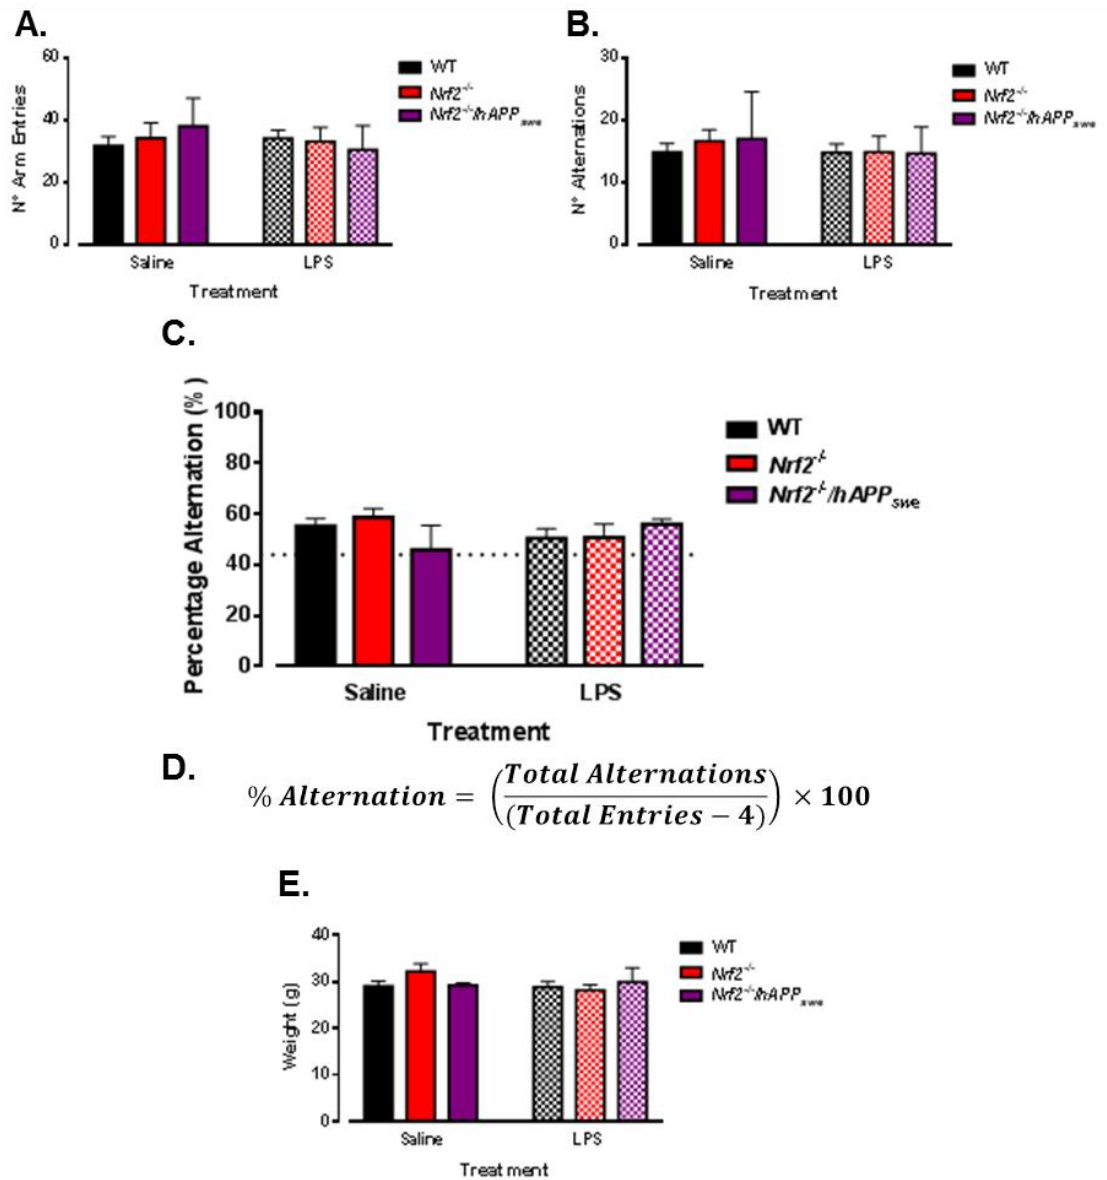 A.
60
40
20
0
N° Arm Entries
Saline
LPS
Treatment
WT
Nrf2-/-
Nrf2-/-/hAPPswe
B.
30
20
10
0
N° Alternations
Saline
LPS
Treatment
WT
Nrf2-/-
Nrf2-/-/hAPPswe
C.
100
80
60
40
20
0
Percentage Alternation (%)
Saline
LPS
Treatment
WT
Nrf2-/-
Nrf2-/-/hAPPswe
D.
% Alternation = (Total Alternations / (Total Entries − 4)) × 100
E.
40
30
20
10
0
Weight (g)
Saline
LPS
Treatment
WT
Nrf2-/-
Nrf2-/-/hAPPswe